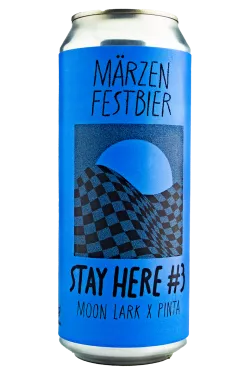 MÄRZEN
FESTBIER
STAY HERE #3
MOON LARK X PINTA